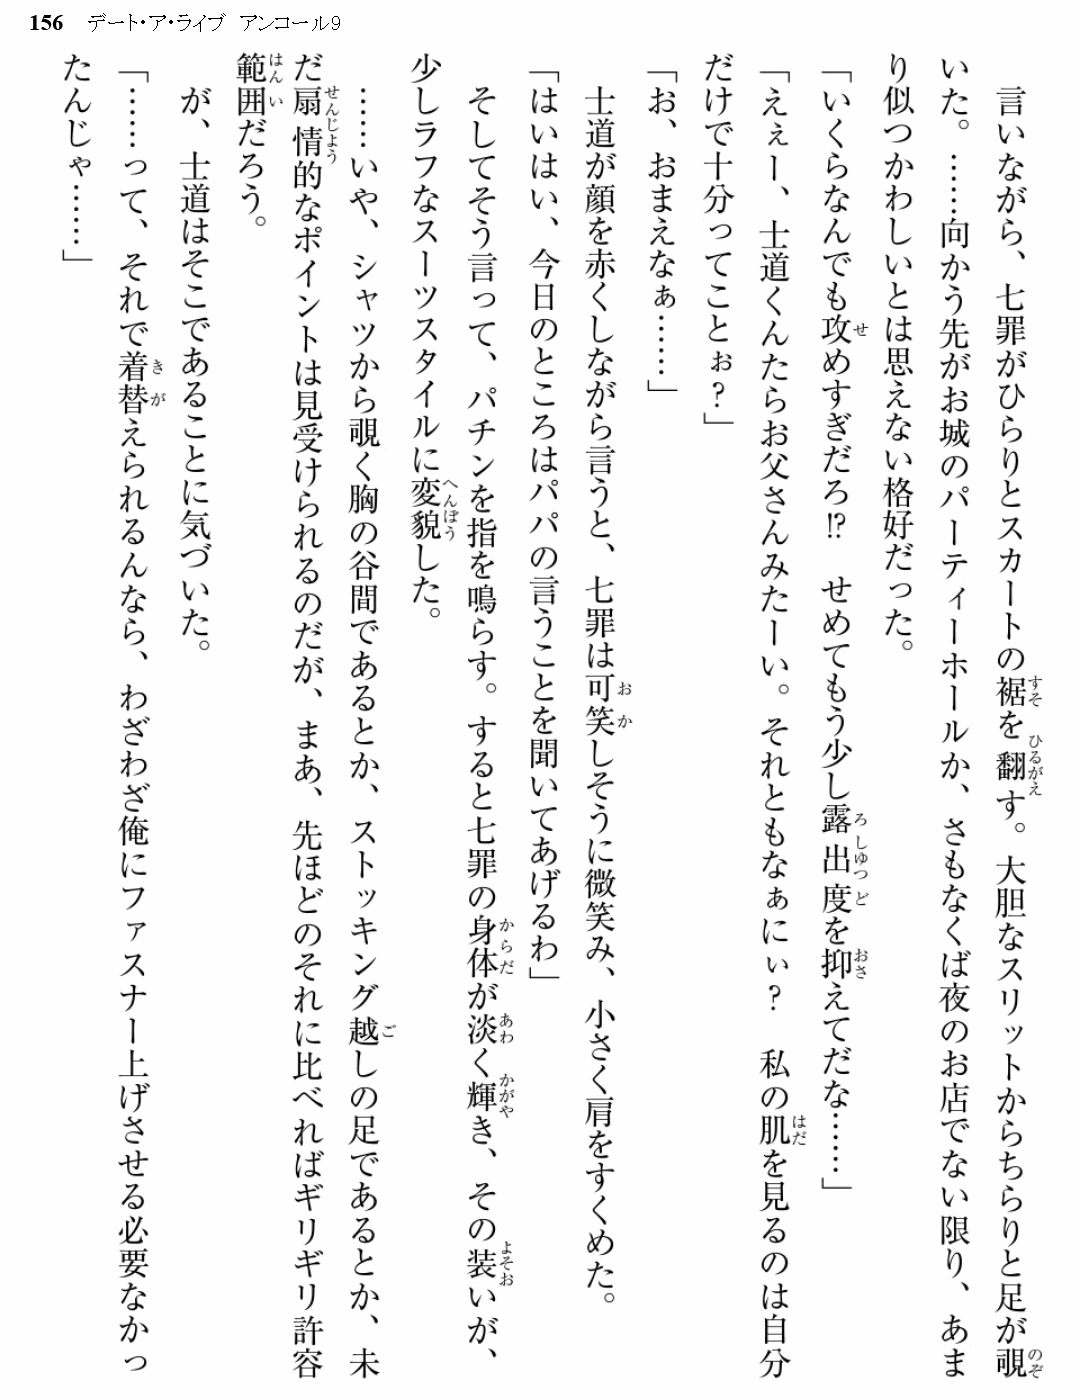 156 デート・ア・ライブ アンコール9
言いながら、七罪がひらりとスカートの裾を翻す。大胆なスリットからちらりと足が覗
いた。……向かう先がお城のパーティーホールか、さもなくば夜のお店でない限り、あま
り似つかわしいとは思えない格好だった。
「いくらなんでも攻めすぎだろ!? せめてもう少し露出度を抑えてだな……」
「えぇー、士道くんたらお父さんみたーい。それともなぁにぃ? 私の肌を見るのは自分
だけで十分ってことぉ?」
「お、おまえなぁ……」
士道が顔を赤くしながら言うと、七罪は可笑しそうに微笑み、小さく肩をすくめた。
「はいはい、今日のところはパパの言うことを聞いてあげるわ」
そしてそう言って、パチンを指を鳴らす。すると七罪の身体が淡く輝き、その装いが、
少しラフなスーツスタイルに変貌した。
……いや、シャツから覗く胸の谷間であるとか、ストッキング越しの足であるとか、未
だ扇情的なポイントは見受けられるのだが、まあ、先ほどのそれに比べればギリギリ許容
範囲だろう。
が、士道はそこであることに気づいた。
「……って、それで着替えられるんなら、わざわざ俺にファスナー上げさせる必要なかっ
たんじゃ……」